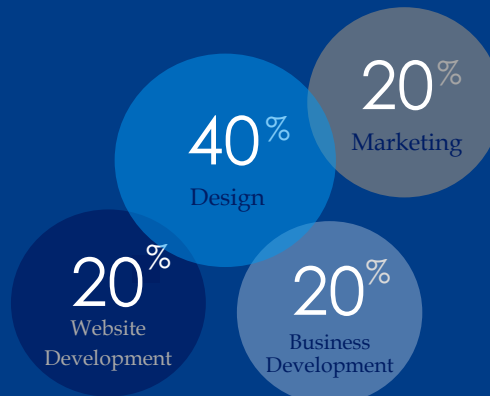 20%
Marketing
40%
Design
20%
Website
Development
20%
Business
Development